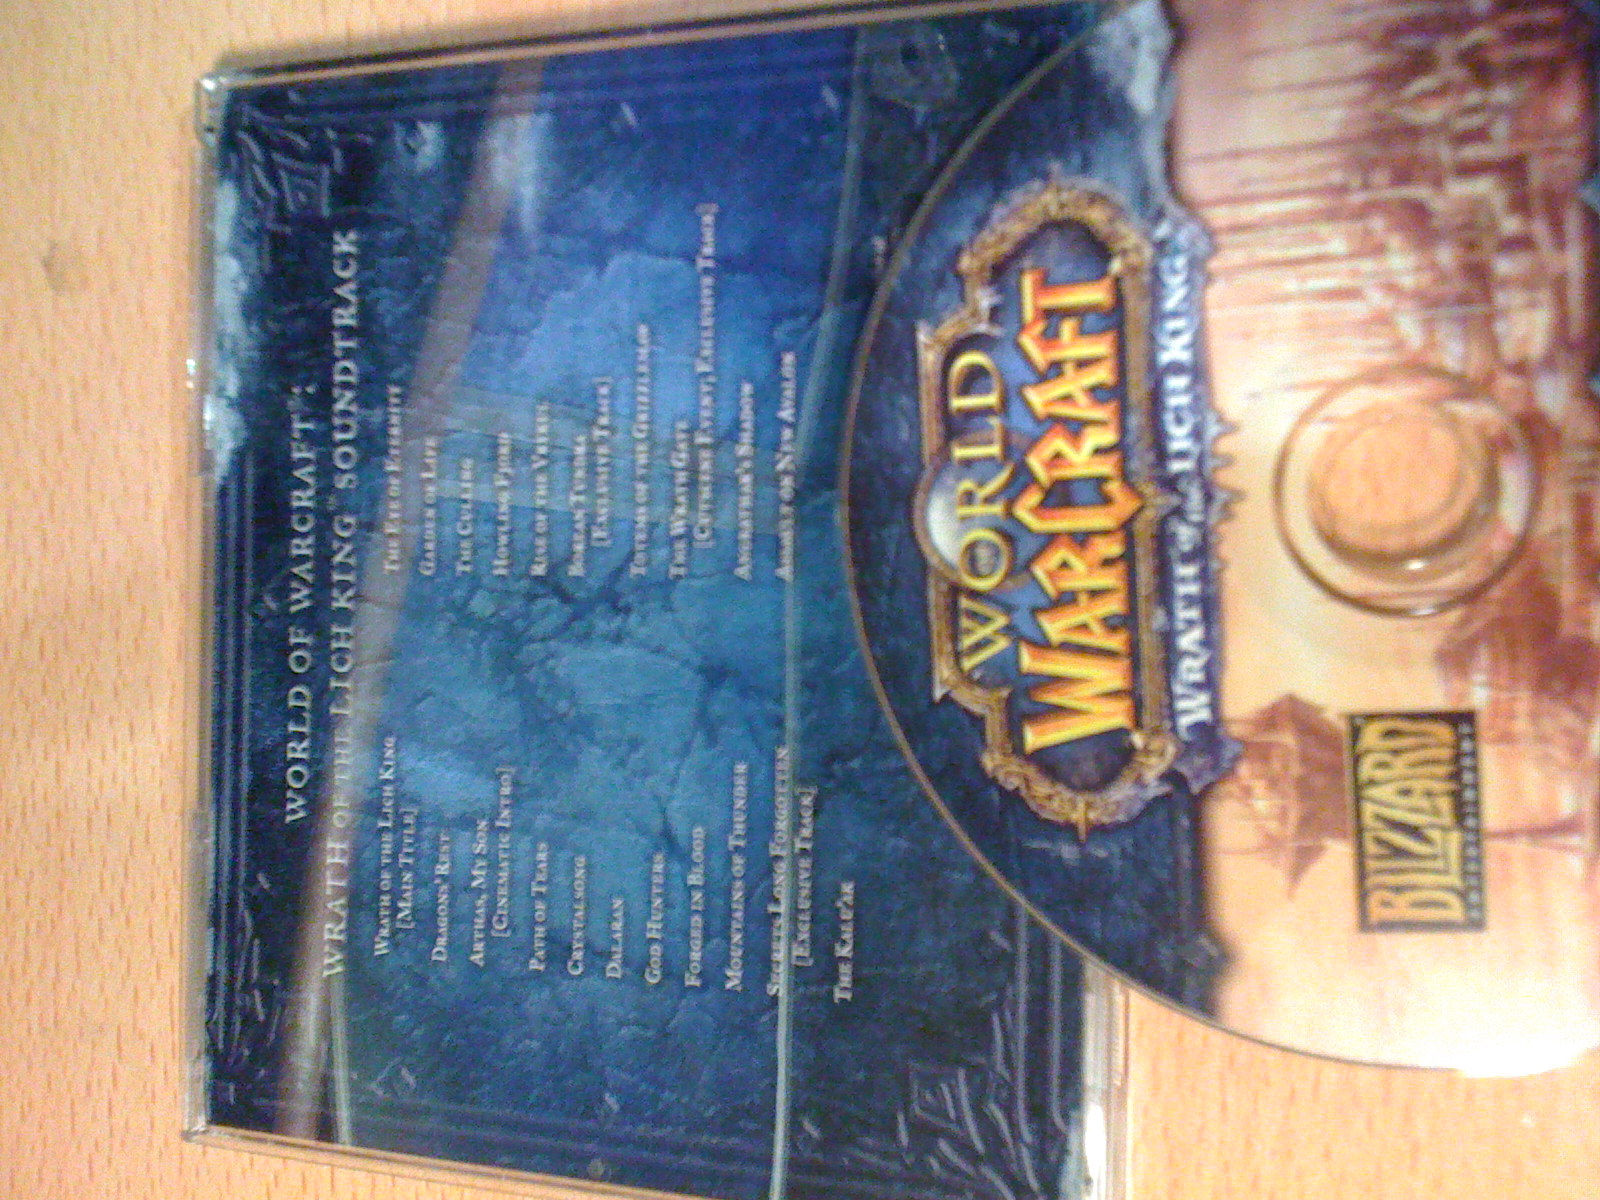 WORLD OF WARCRAFT®:
WRATH OF THE LICH KING® SOUNDTRACK
WRATH OF THE LICH KING
[MAIN TITLE]
DRAGONS' REST
ARTHAS, MY SON
[CINEMATIC INTRO]
PATH OF TEARS
CRYSTALSONG
DALARAN
GOD HUNTERS
FORGED IN BLOOD
MOUNTAINS OF THUNDER
SECRETS LONG FORGOTTEN
[EXCLUSIVE TRACK]
THE KALU'AK
THE EYE OF ETERNITY
GARDEN OF LIFE
THE CULLING
HOWLING FJORD
RISE OF THE VRYKUL
BOREAN TUNDRA
[EXCLUSIVE TRACK]
TOTEMS OF THE GRIZZLEMAW
THE WRATH GATE
[CUTSCENE EVENT, EXCLUSIVE TRACK]
ANGRATHAR'S SHADOW
ASSAULT ON NEW AVALON
WORLD
OF
WARCRAFT
WRATH of the LICH KING
BLIZZARD
ENTERTAINMENT